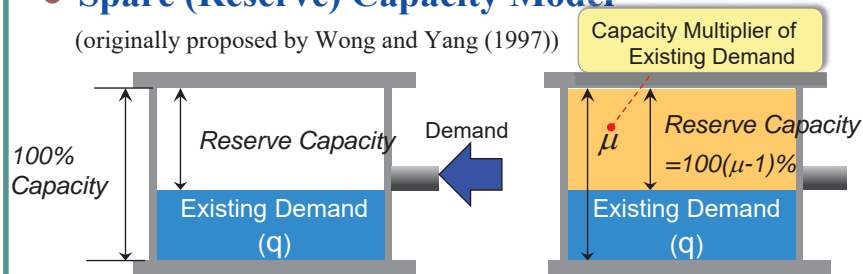 Spare (Reserve) Capacity Model
(originally proposed by Wong and Yang (1997))
Capacity Multiplier of
Existing Demand
100%
Capacity
Reserve Capacity
Existing Demand
(q)
Demand
μ
Reserve Capacity
=100(μ-1)%
Existing Demand
(q)